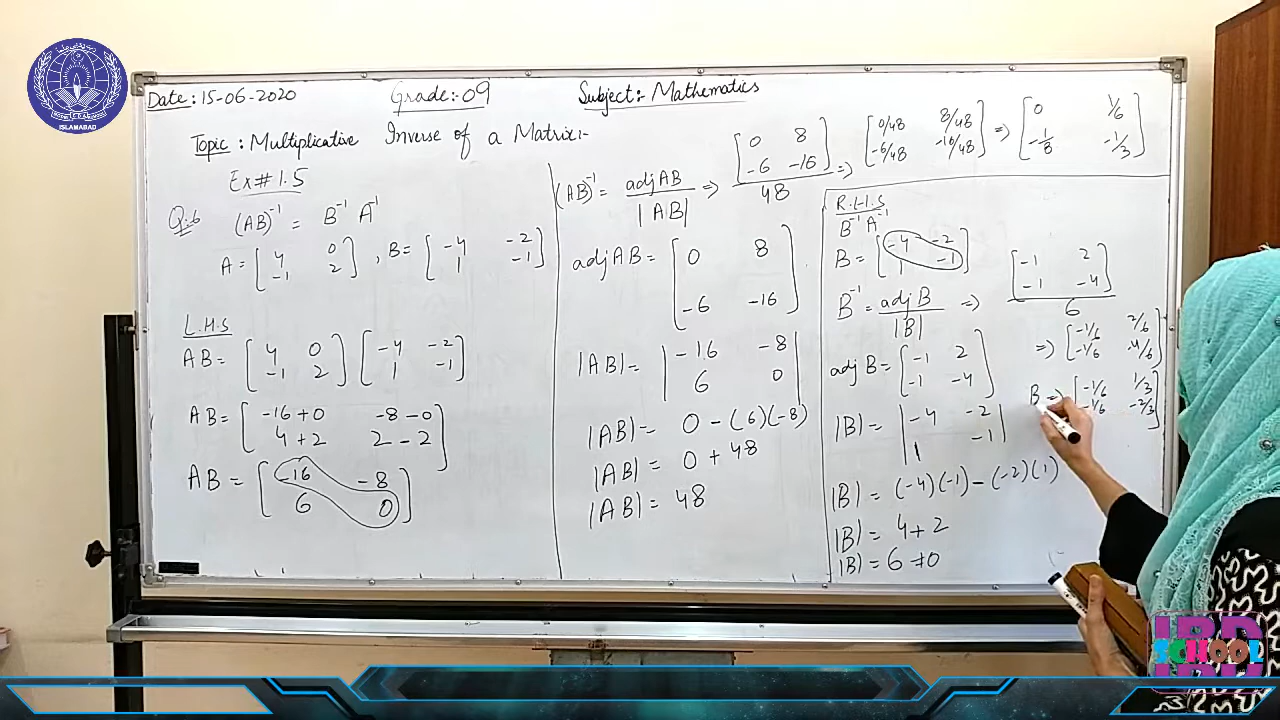 Date: 15-06-2020 Grade:- 09 Subject:- Mathematics
Topic: Multiplicative Inverse of a Matrix:-
Ex# 1.5
Q:6 (AB)⁻¹ = B⁻¹ A⁻¹
A = [4 0
-1 2] , B = [-4 -2
1 -1]
L.H.S
AB = [4 0
-1 2] [-4 -2
1 -1]
AB = [-16+0 -8-0
4+2 2-2]
AB = [-16 -8
6 0]
(AB)⁻¹ = adj AB / |AB| => [0 8
-6 -16] / 48 => [0/48 8/48
-6/48 -16/48] => [0 1/6
-1/8 -1/3]
adj AB = [0 8
-6 -16]
|AB| = |-16 -8
6 0|
|AB| = 0 - (6)(-8)
|AB| = 0 + 48
|AB| = 48
R.H.S
B⁻¹ A⁻¹
B = [-4 -2
1 -1]
B⁻¹ = adj B / |B| => [-1 2
-1 -4] / 6
=> [-1/6 2/6
-1/6 -4/6]
B => [-1/6 1/3
-1/6 -2/3]
adj B = [-1 2
-1 -4]
|B| = |-4 -2
1 -1|
|B| = (-4)(-1) - (-2)(1)
|B| = 4+2
|B| = 6 ≠ 0
ISLAMABAD
IBD
SCHOOL